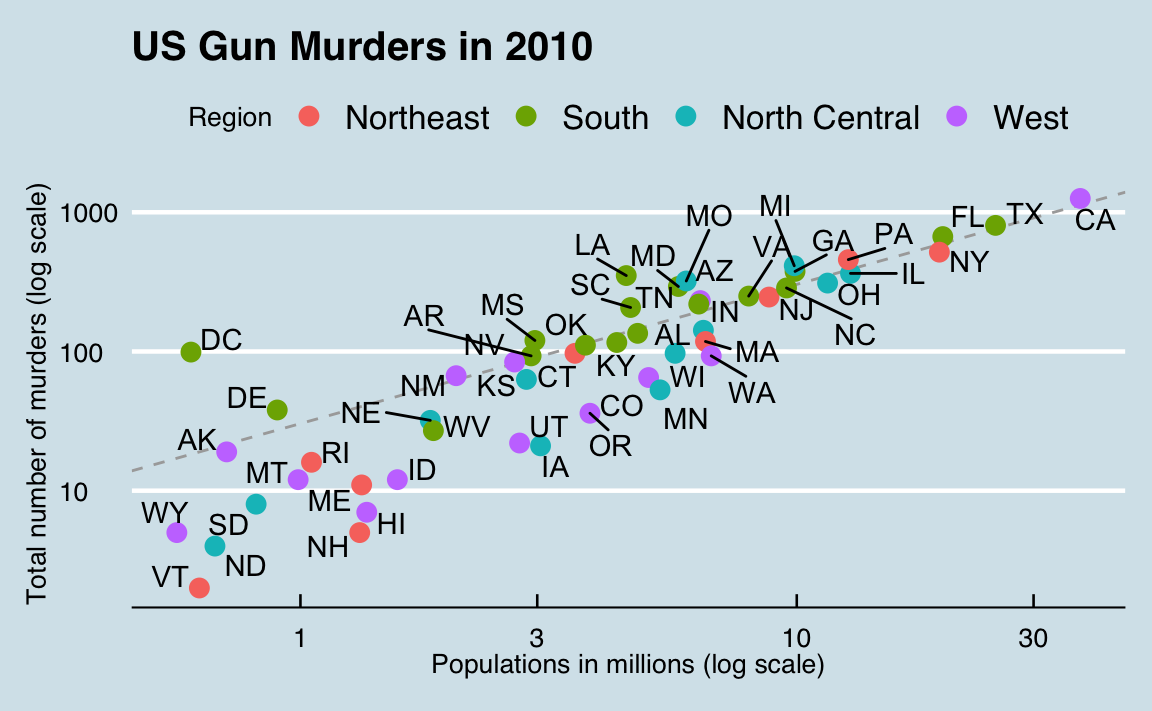 US Gun Murders in 2010
Region Northeast South North Central West
Total number of murders (log scale)
1000
100
10
MO
MI
FL
TX
CA
LA
MD
VA
GA
PA
NY
SC
TN
AZ
IL
OH
AR
MS
OK
IN
NJ
NC
DC
NV
AL
MA
NM
KS
CT
KY
WI
WA
DE
NE
WV
CO
MN
AK
RI
UT
OR
MT
ID
IA
ME
WY
SD
HI
NH
VT
ND
1
3
10
30
Populations in millions (log scale)